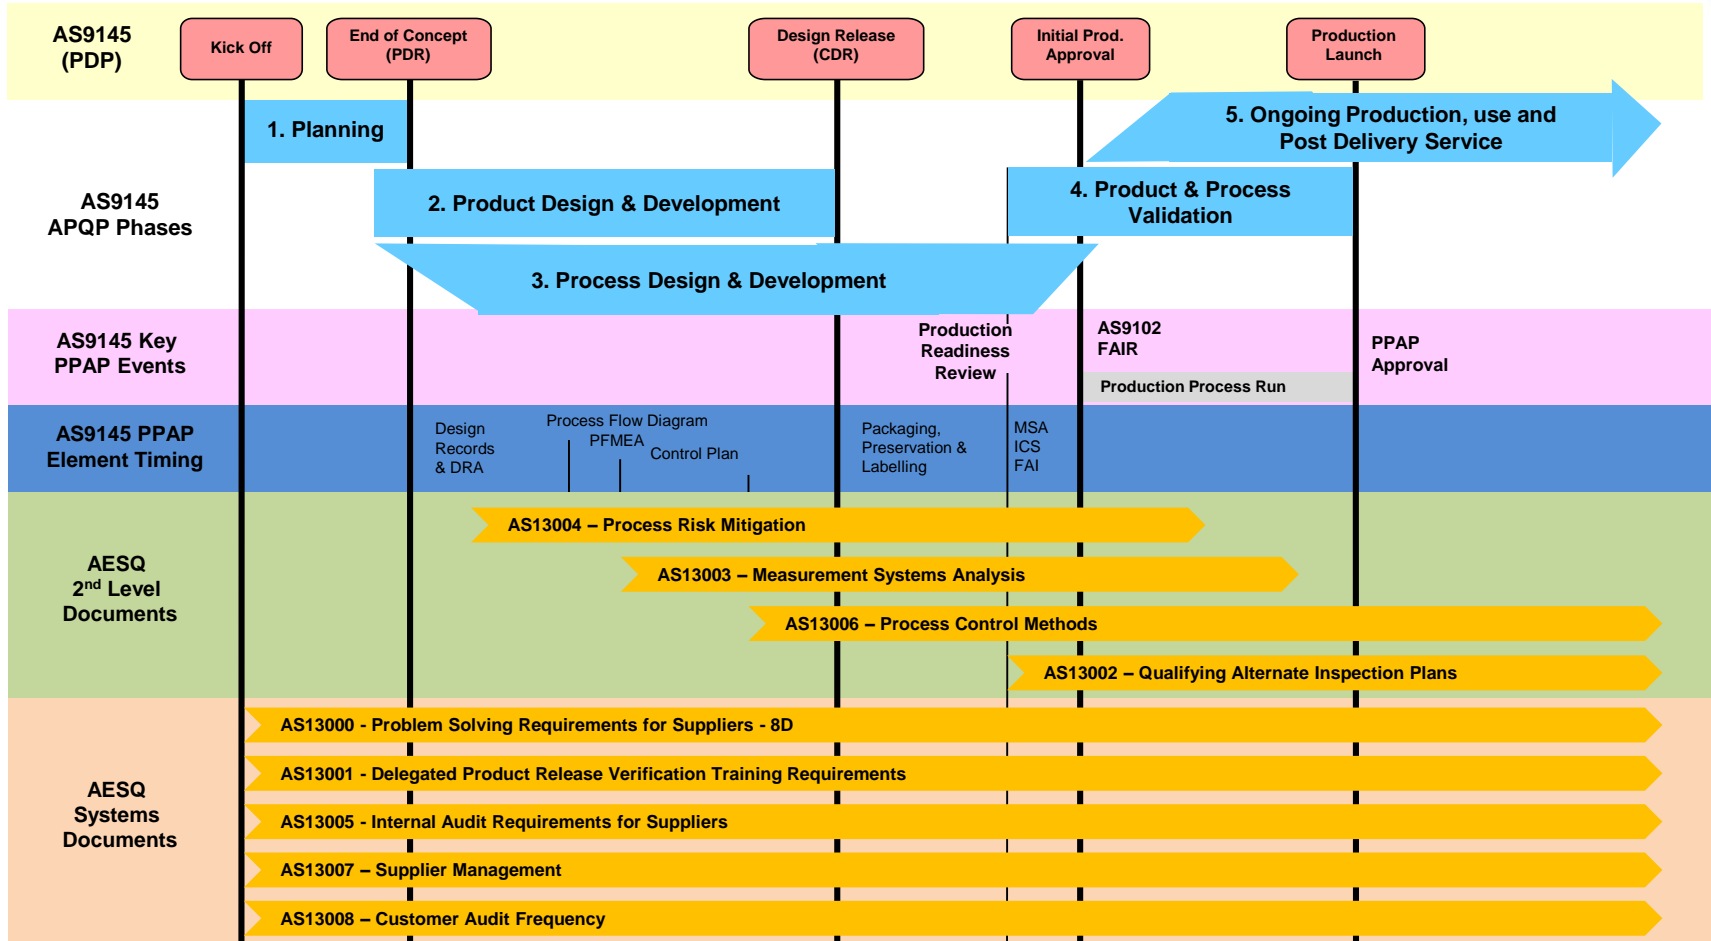 AS9145
(PDP)
Kick Off
End of Concept
(PDR)
Design Release
(CDR)
Initial Prod.
Approval
Production
Launch
AS9145
APQP Phases
1. Planning
5. Ongoing Production, use and
Post Delivery Service
2. Product Design & Development
4. Product & Process
Validation
3. Process Design & Development
AS9145 Key
PPAP Events
Production
Readiness
Review
AS9102
FAIR
Production Process Run
PPAP
Approval
AS9145 PPAP
Element Timing
Design
Records
& DRA
Process Flow Diagram
PFMEA
Control Plan
Packaging,
Preservation &
Labelling
MSA
ICS
FAI
AESQ
2nd Level
Documents
AS13004 – Process Risk Mitigation
AS13003 – Measurement Systems Analysis
AS13006 – Process Control Methods
AS13002 – Qualifying Alternate Inspection Plans
AESQ
Systems
Documents
AS13000 - Problem Solving Requirements for Suppliers - 8D
AS13001 - Delegated Product Release Verification Training Requirements
AS13005 - Internal Audit Requirements for Suppliers
AS13007 – Supplier Management
AS13008 – Customer Audit Frequency